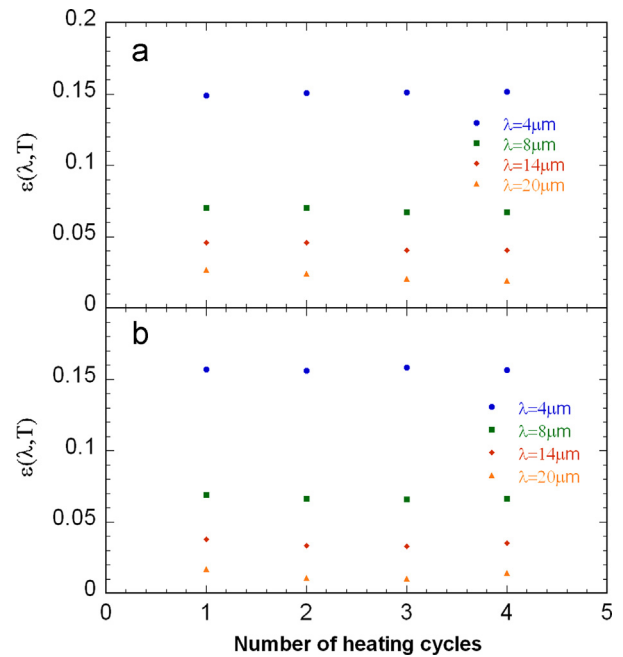 0.2
a
0.15
λ=4μm
λ=8μm
0.1
λ=14μm
λ=20μm
ε(λ,T)
0.05
0
b
0.15
λ=4μm
λ=8μm
0.1
λ=14μm
λ=20μm
ε(λ,T)
0.05
0
0 1 2 3 4 5
Number of heating cycles